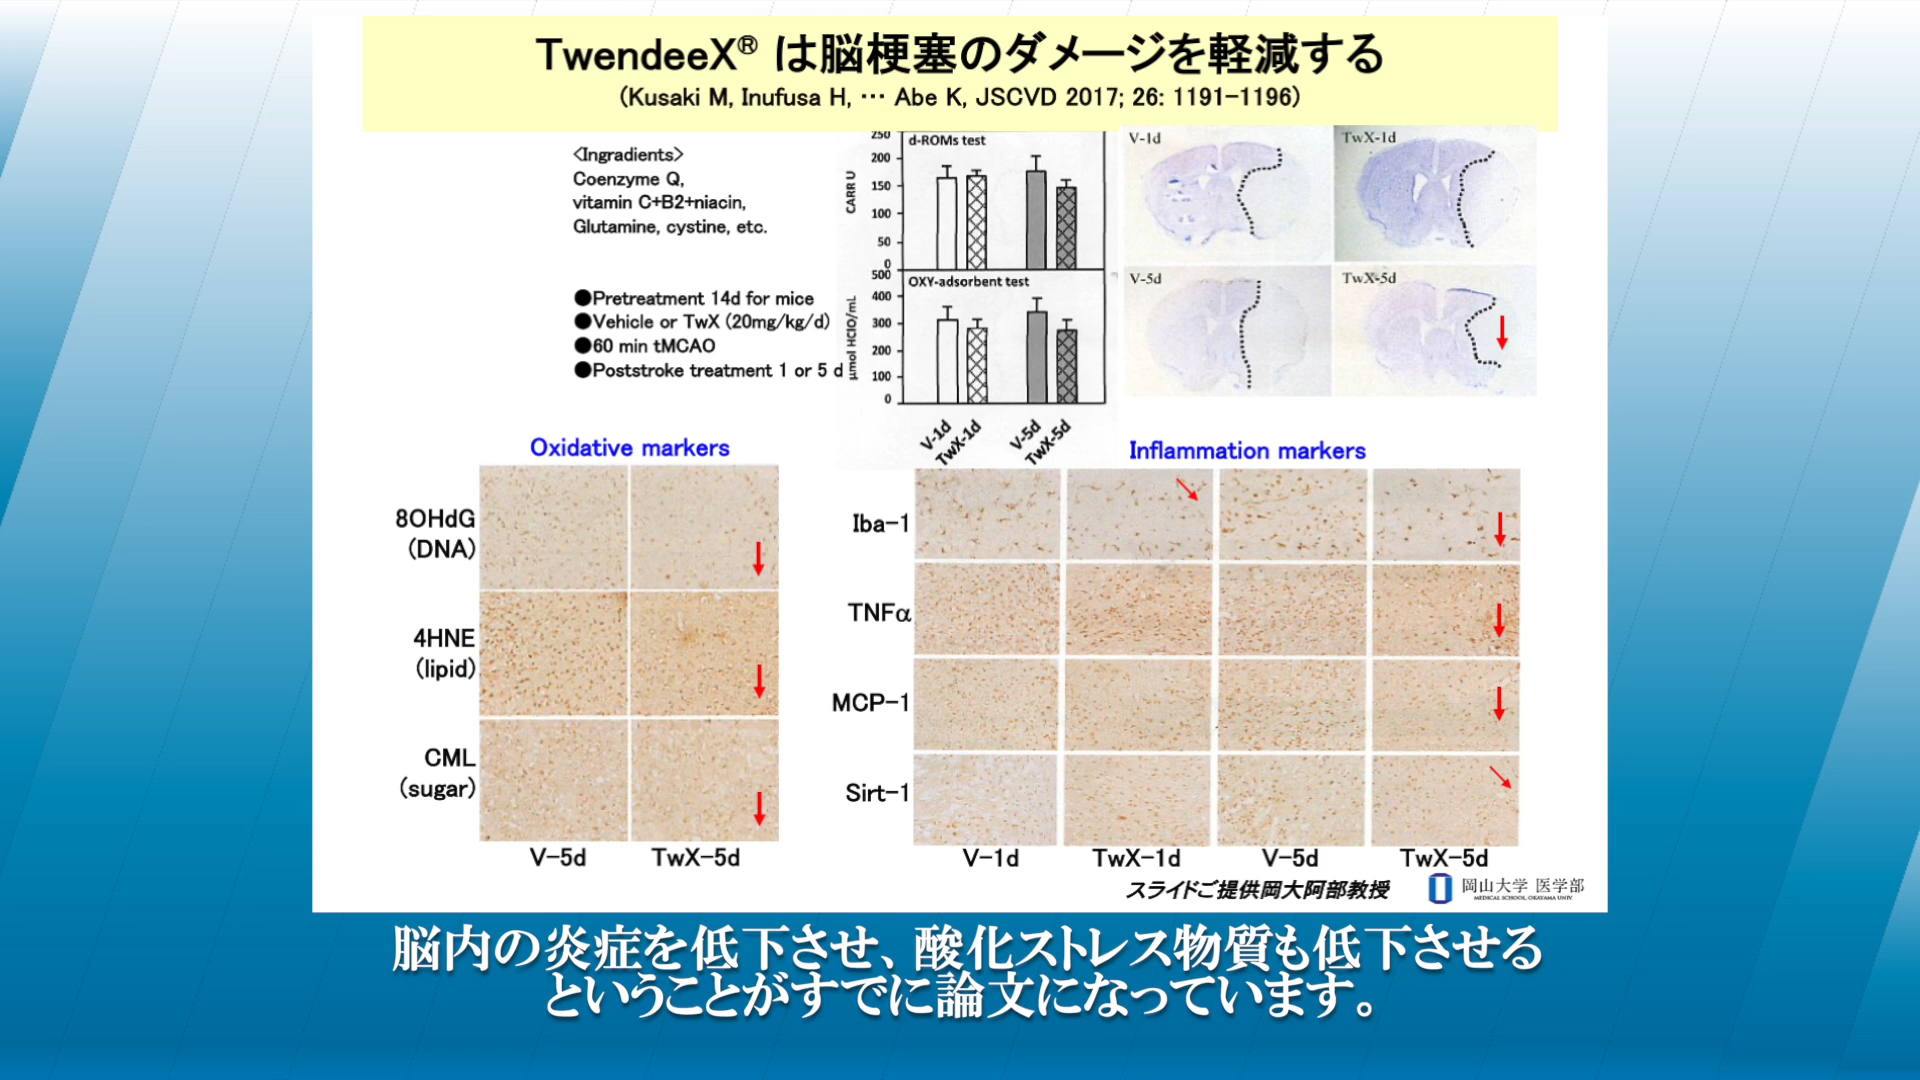 TwendeeX® は脳梗塞のダメージを軽減する
(Kusaki M, Inufusa H, ··· Abe K, JSCVD 2017; 26: 1191-1196)
<Ingradients>
Coenzyme Q,
vitamin C+B2+niacin,
Glutamine, cystine, etc.
●Pretreatment 14d for mice
●Vehicle or TwX (20mg/kg/d)
●60 min tMCAO
●Poststroke treatment 1 or 5 d
d-ROMs test
CARR U
250
200
150
100
50
0
OXY-adsorbent test
μmol HClO/mL
500
400
300
200
100
0
V-1d
TwX-1d
V-5d
TwX-5d
V-1d
TwX-1d
V-5d
TwX-5d
Oxidative markers
8OHdG
(DNA)
4HNE
(lipid)
CML
(sugar)
V-5d
TwX-5d
Inflammation markers
Iba-1
TNFα
MCP-1
Sirt-1
V-1d
TwX-1d
V-5d
TwX-5d
スライドご提供岡大阿部教授
岡山大学 医学部
MEDICAL SCHOOL, OKAYAMA UNIV.
脳内の炎症を低下させ、酸化ストレス物質も低下させる
ということがすでに論文になっています。